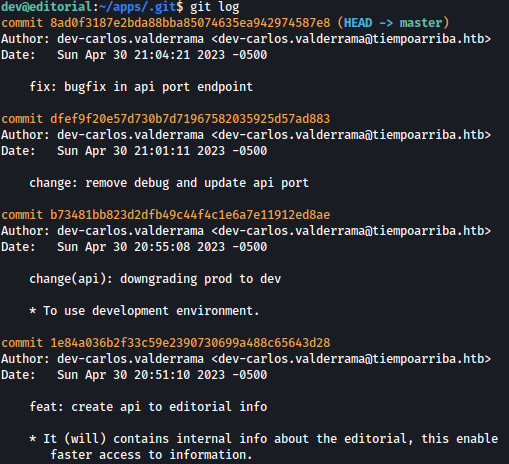 dev@editorial:~/apps/.git$ git log
commit 8ad0f3187e2bda88bba85074635ea942974587e8 (HEAD -> master)
Author: dev-carlos.valderrama <dev-carlos.valderrama@tiempoarriba.htb>
Date:   Sun Apr 30 21:04:21 2023 -0500

    fix: bugfix in api port endpoint

commit dfef9f20e57d730b7d71967582035925d57ad883
Author: dev-carlos.valderrama <dev-carlos.valderrama@tiempoarriba.htb>
Date:   Sun Apr 30 21:01:11 2023 -0500

    change: remove debug and update api port

commit b73481bb823d2dfb49c44f4c1e6a7e11912ed8ae
Author: dev-carlos.valderrama <dev-carlos.valderrama@tiempoarriba.htb>
Date:   Sun Apr 30 20:55:08 2023 -0500

    change(api): downgrading prod to dev

    * To use development environment.

commit 1e84a036b2f33c59e2390730699a488c65643d28
Author: dev-carlos.valderrama <dev-carlos.valderrama@tiempoarriba.htb>
Date:   Sun Apr 30 20:51:10 2023 -0500

    feat: create api to editorial info

    * It (will) contains internal info about the editorial, this enable
       faster access to information.